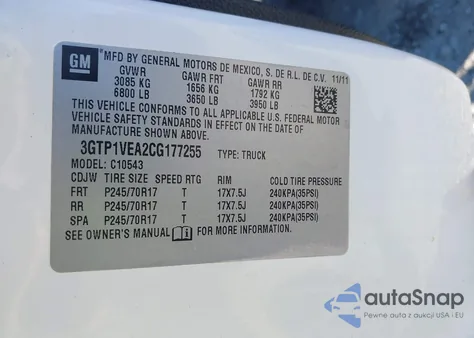 GM
MFD BY GENERAL MOTORS DE MEXICO, S. DE R.L. DE C.V. 11/11
GVWR GAWR FRT GAWR RR
3085 KG 1656 KG 1792 KG
6800 LB 3650 LB 3950 LB
THIS VEHICLE CONFORMS TO ALL APPLICABLE U.S. FEDERAL MOTOR
VEHICLE SAFETY, BUMPER, AND THEFT PREVENTION
STANDARDS IN EFFECT ON THE DATE OF MANUFACTURE SHOWN ABOVE.
3GTP1VEA2CG177255 TYPE: TRUCK
MODEL: C10543
CDJW TIRE SIZE SPEED RTG RIM COLD TIRE PRESSURE
FRT P245/70R17 T 17X7.5J 240KPA(35PSI)
RR P245/70R17 T 17X7.5J 240KPA(35PSI)
SPA P245/70R17 T 17X7.5J 240KPA(35PSI)
SEE OWNER'S MANUAL FOR MORE INFORMATION.
autoSnap
Pewne auta z aukcji USA i EU